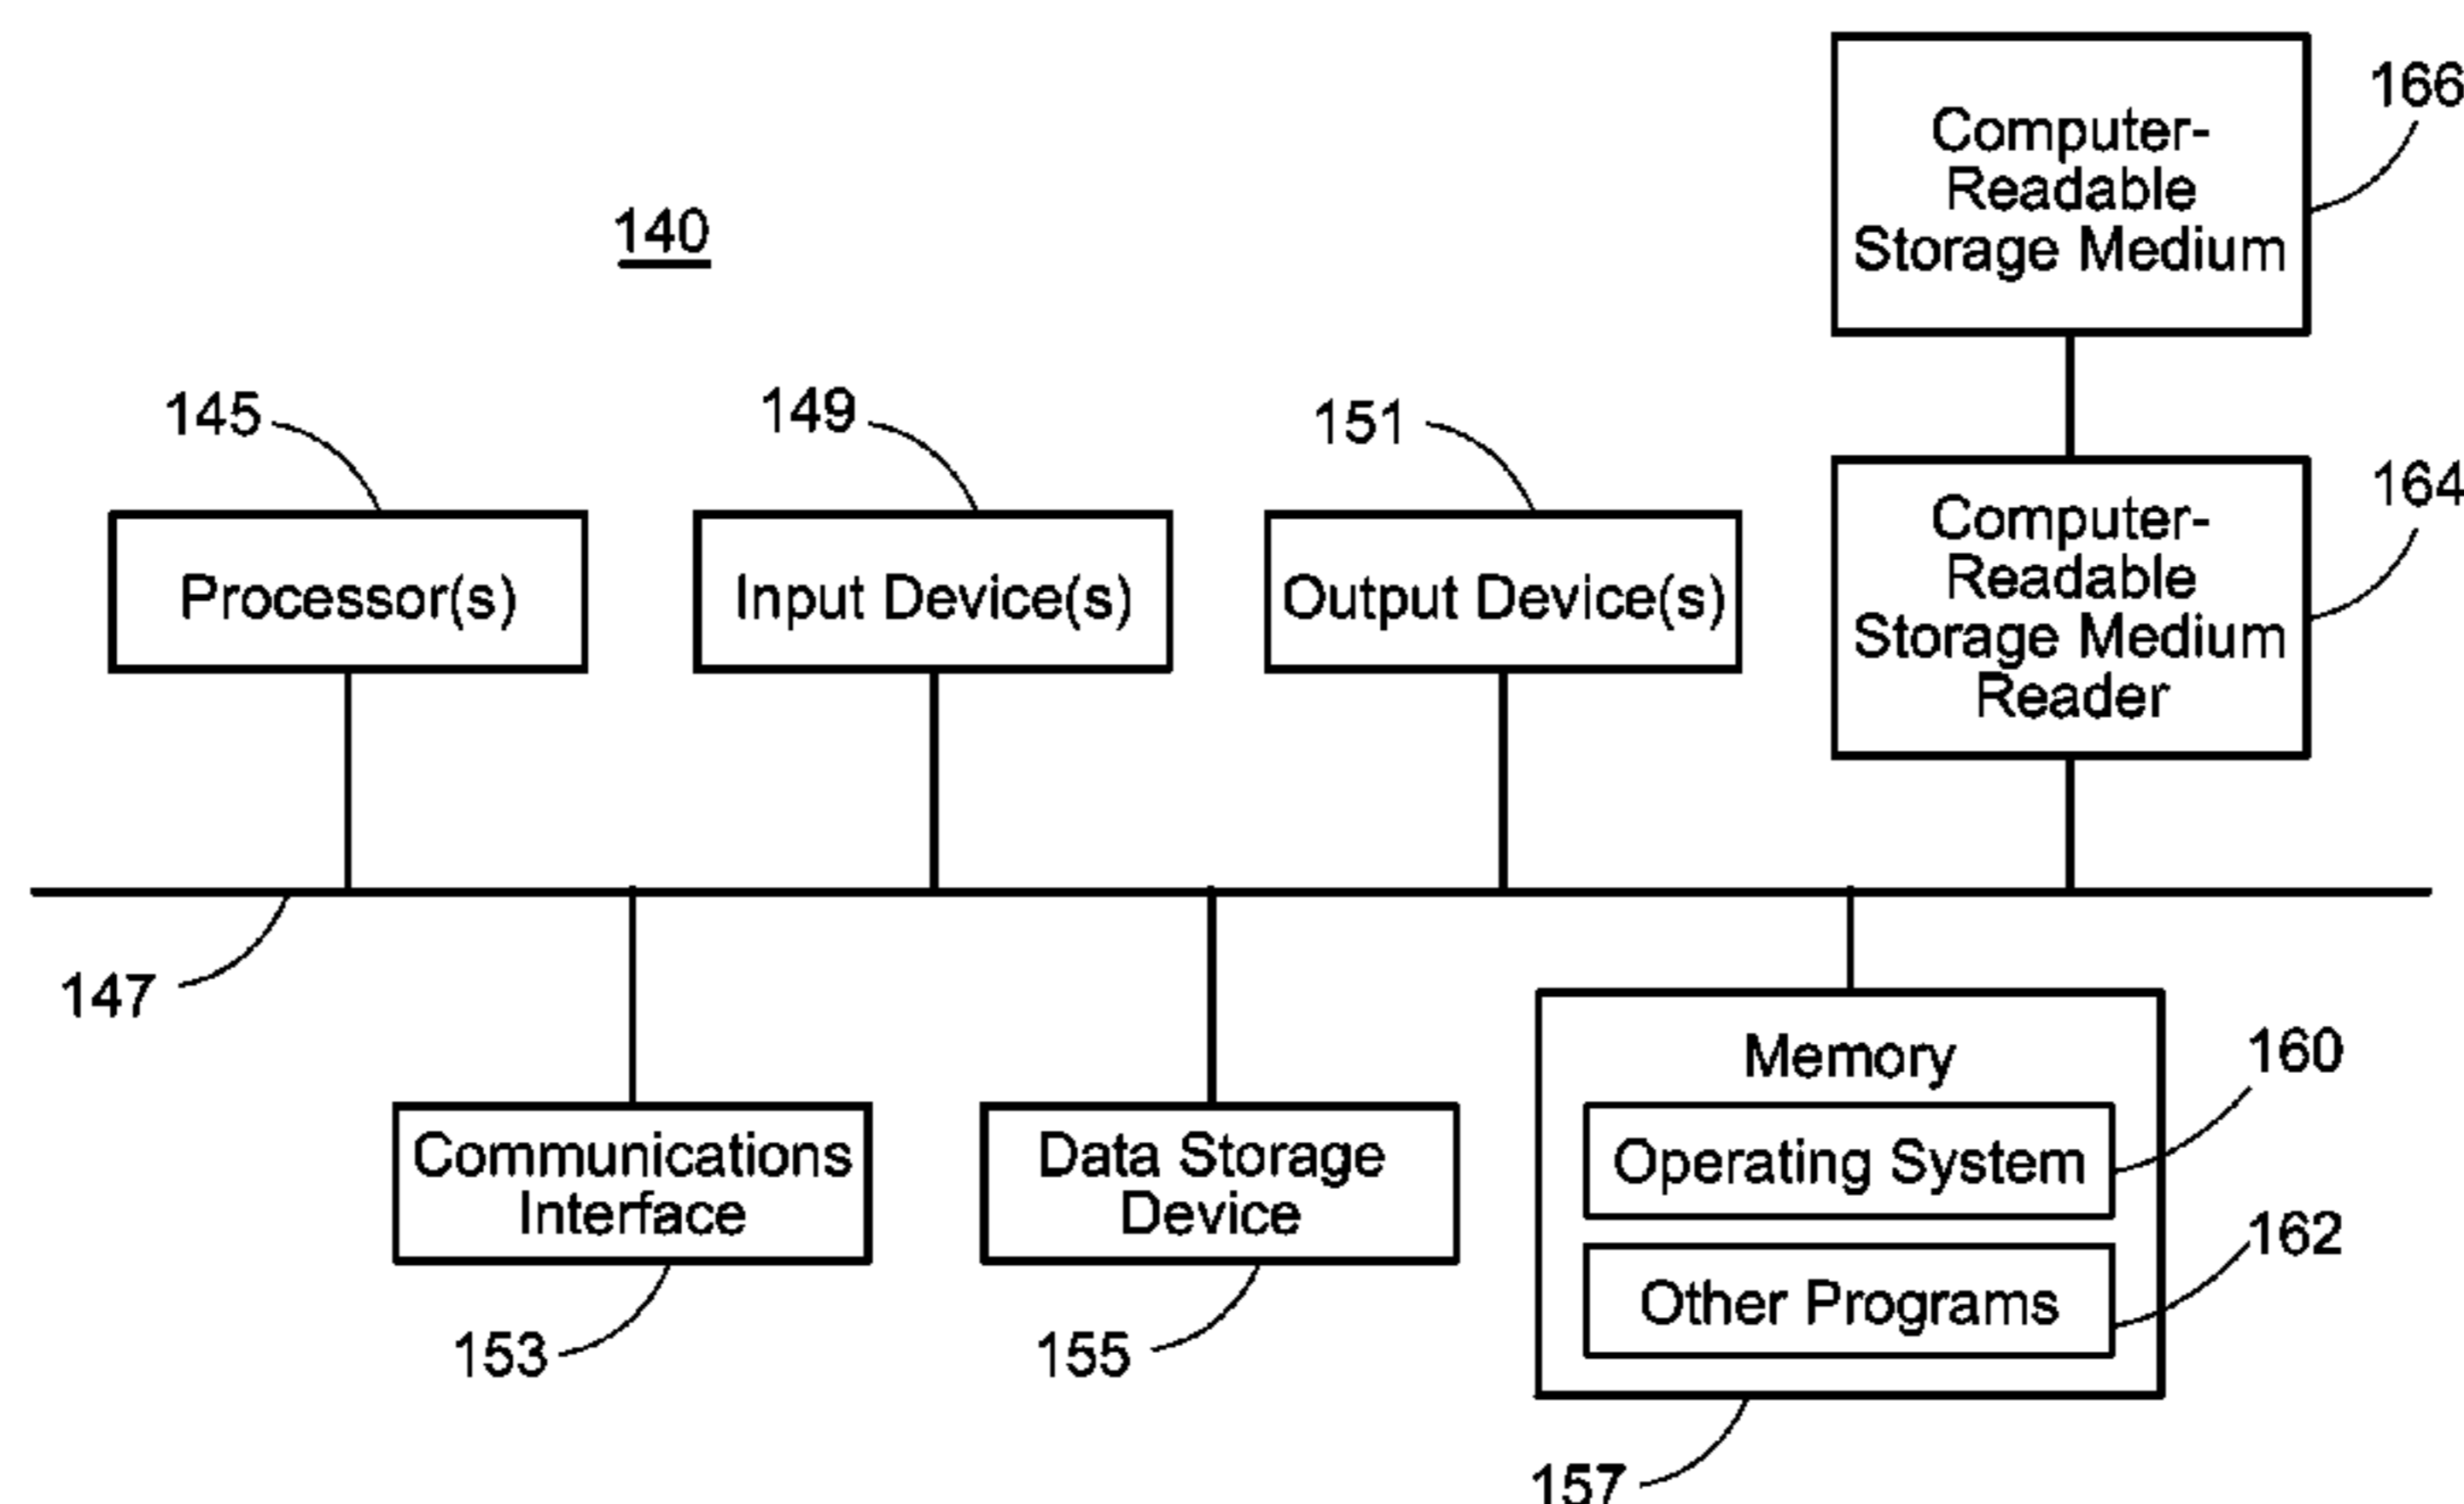 166
Computer-
Readable
Storage Medium
140
145
149
151
164
Computer-
Readable
Storage Medium
Reader
Processor(s)
Input Device(s)
Output Device(s)
147
Memory
160
Operating System
Communications
Interface
Data Storage
Device
162
Other Programs
153
155
157